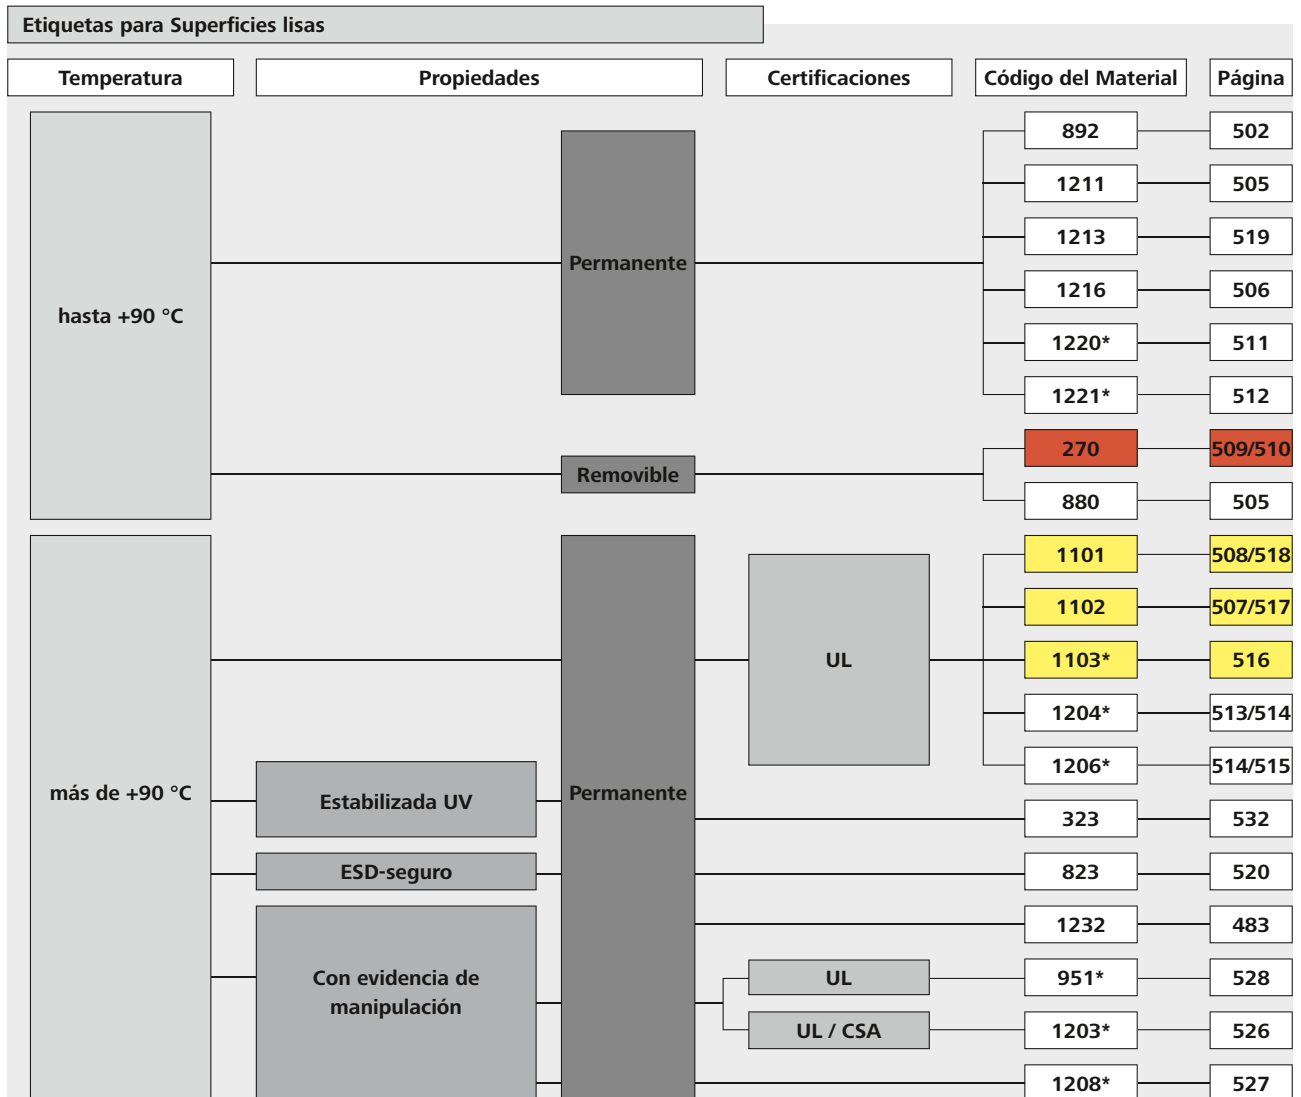 Etiquetas para Superficies lisas
Temperatura Propiedades Certificaciones Código del Material Página
hasta +90 °C
Permanente
892 502
1211 505
1213 519
1216 506
1220* 511
1221* 512
Removible
270 509/510
880 505
más de +90 °C
Permanente
UL
1101 508/518
1102 507/517
1103* 516
1204* 513/514
1206* 514/515
Estabilizada UV
323 532
ESD-seguro
823 520
Con evidencia de
manipulación
1232 483
UL 951* 528
UL / CSA 1203* 526
1208* 527